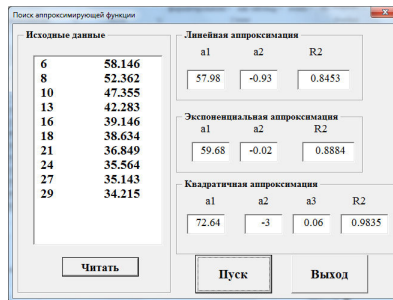 Поиск аппроксимирующей функции
Исходные данные
6 58.146
8 52.362
10 47.355
13 42.283
16 39.146
18 38.634
21 36.849
24 35.564
27 35.143
29 34.215
Читать
Линейная аппроксимация
a1 a2 R2
57.98 -0.93 0.8453
Экспоненциальная аппроксимация
a1 a2 R2
59.68 -0.02 0.8884
Квадратичная аппроксимация
a1 a2 a3 R2
72.64 -3 0.06 0.9835
Пуск Выход